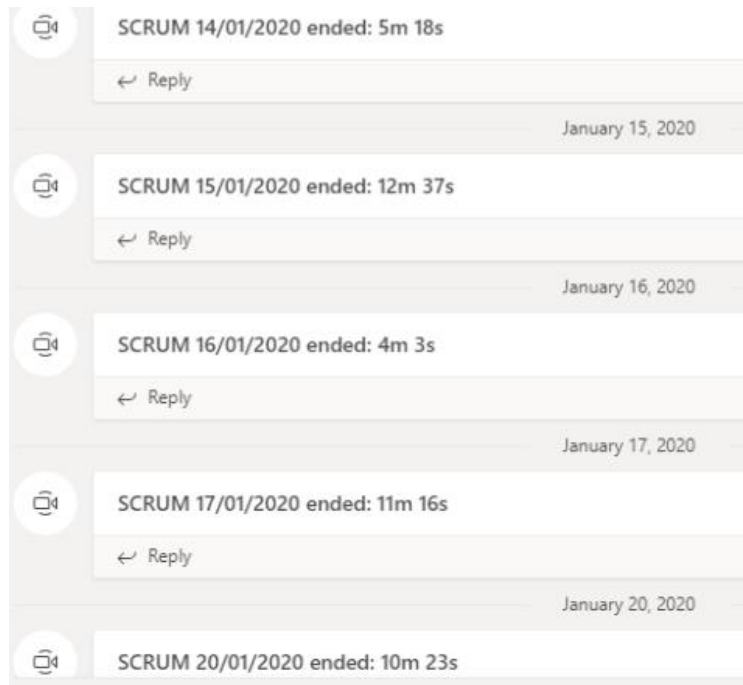 SCRUM 14/01/2020 ended: 5m 18s
Reply
January 15, 2020
SCRUM 15/01/2020 ended: 12m 37s
Reply
January 16, 2020
SCRUM 16/01/2020 ended: 4m 3s
Reply
January 17, 2020
SCRUM 17/01/2020 ended: 11m 16s
Reply
January 20, 2020
SCRUM 20/01/2020 ended: 10m 23s